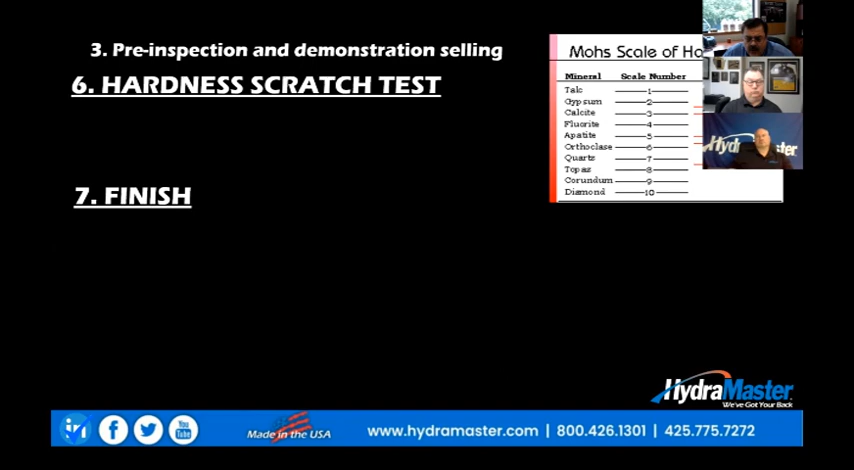 3. Pre-inspection and demonstration selling
6. HARDNESS SCRATCH TEST
7. FINISH
Mohs Scale of Ha
Mineral Scale Number
Talc 1
Gypsum 2
Calcite 3
Fluorite 4
Apatite 5
Orthoclase 6
Quartz 7
Topas 8
Corundum 9
Diamond 10
HydraMaster
We've Got Your Back
You
Tube
Made in the USA
www.hydramaster.com | 800.426.1301 | 425.775.7272